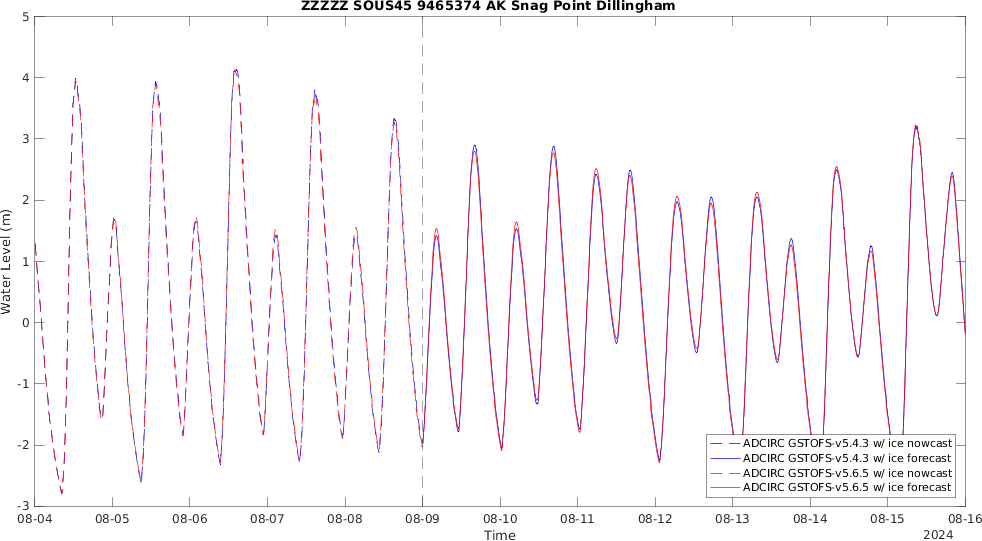 ZZZZZ SOUS45 9465374 AK Snag Point Dillingham
Water Level (m)
5
4
3
2
1
0
-1
-2
-3
ADCIRC GSTOFS-v5.4.3 w/ ice nowcast
ADCIRC GSTOFS-v5.4.3 w/ ice forecast
ADCIRC GSTOFS-v5.6.5 w/ ice nowcast
ADCIRC GSTOFS-v5.6.5 w/ ice forecast
08-04 08-05 08-06 08-07 08-08 08-09 08-10 08-11 08-12 08-13 08-14 08-15 08-16
Time
2024